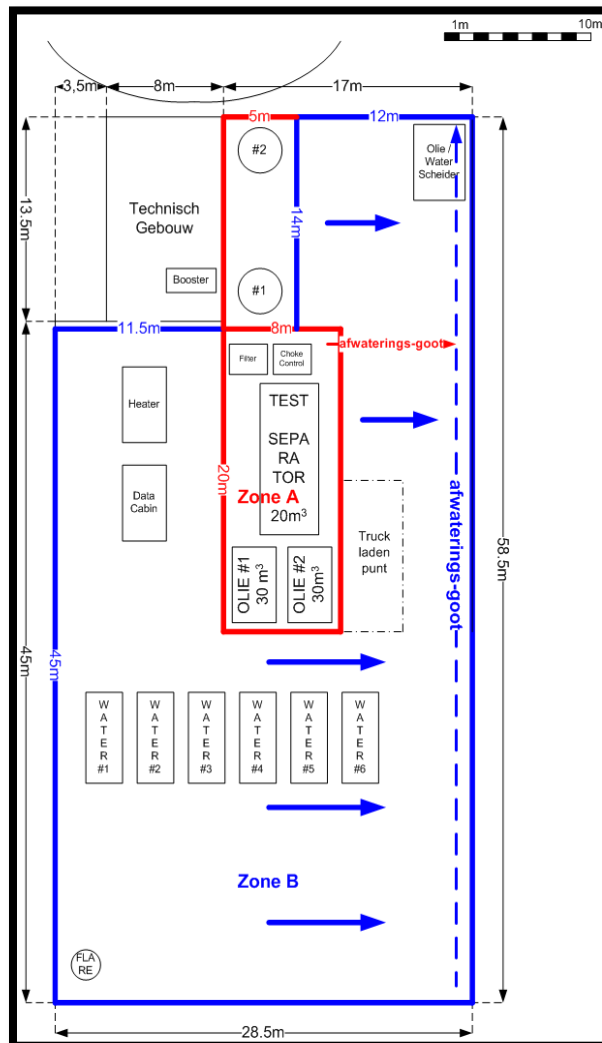 1m 10m
3,5m 8m 17m
5m 12m
#2
Olie /
Water
Scheider
13.5m
Technisch
Gebouw
14m
Booster
#1
11.5m 8m
afwaterings-goot
Filter
Choke
Control
Heater
TEST
SEPA
RA
TOR
20m³
20m
Zone A
Data
Cabin
Truck
laden
punt
afwaterings-goot
58.5m
OLIE #1
30 m³
OLIE #2
30m³
45m
45m
W
A
T
E
R
#1
W
A
T
E
R
#2
W
A
T
E
R
#3
W
A
T
E
R
#4
W
A
T
E
R
#5
W
A
T
E
R
#6
Zone B
FLA
RE
28.5m